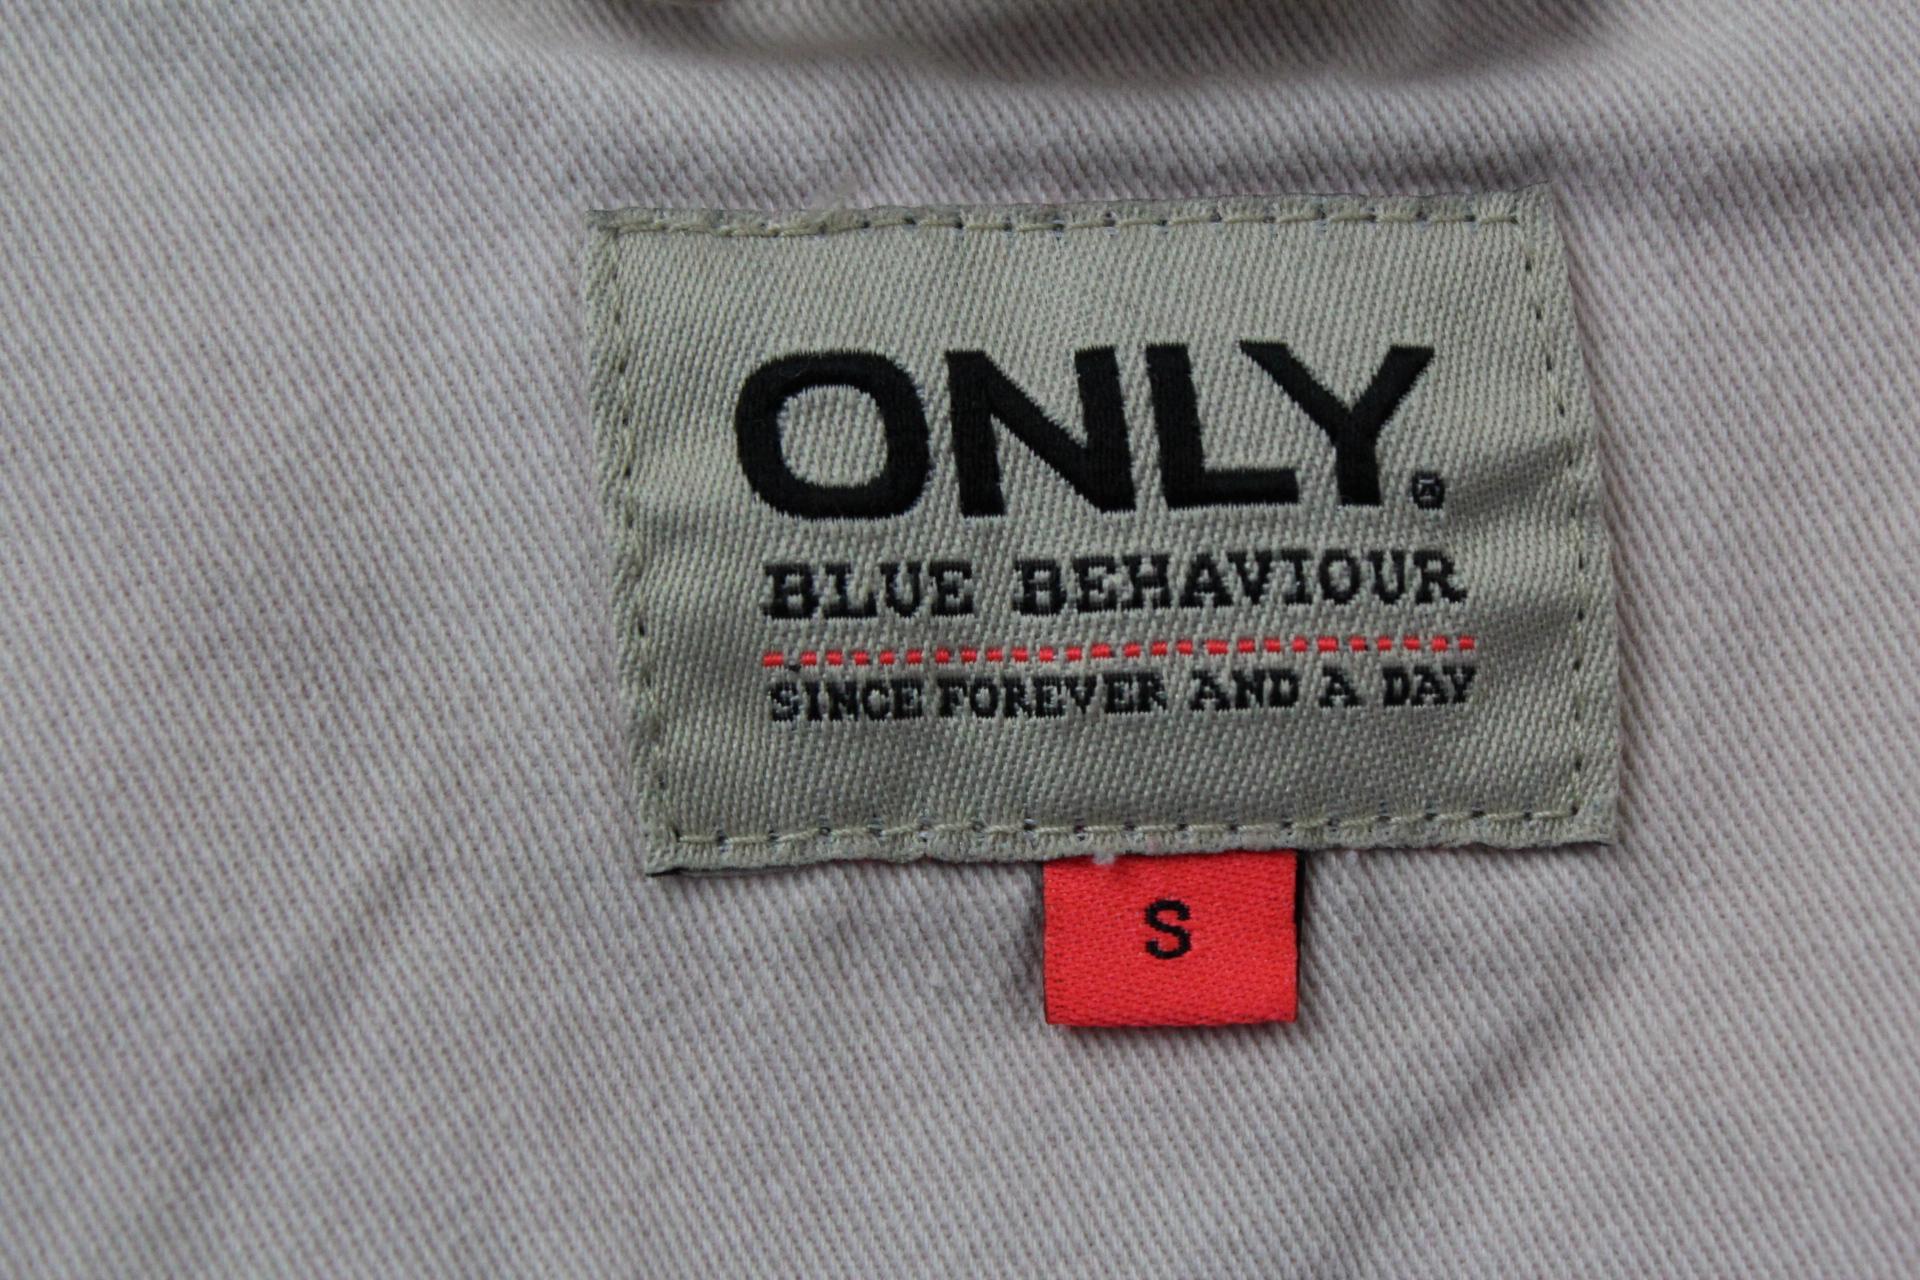 ONLY.®
BLUE BEHAVIOUR
SINCE FOREVER AND A DAY
S